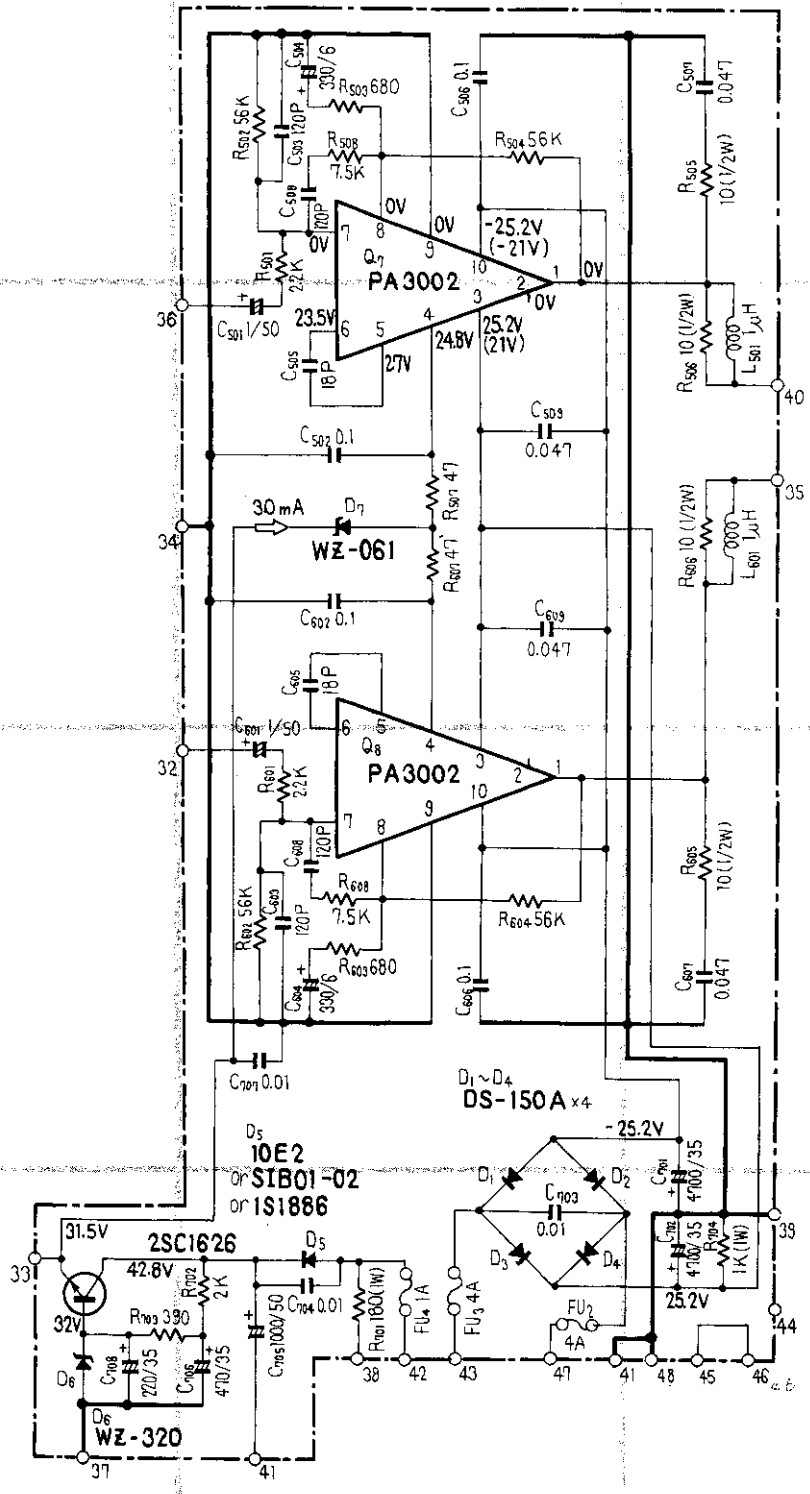 C504
330/6
+
R503 680
R502 56K
C503 120P
R508
7.5K
C508
120P
C506 0.1
R504 56K
C507
0.047
R505
10 (1/2W)
0V
0V
0V
-25.2V
(-21V)
R501
2.2K
7
8
9
10
Q7
PA3002
1
2
0V
0V
36
+
C501 1/50
23.5V
6
5
4
3
C505
18P
27V
24.8V
25.2V
(21V)
R506 10 (1/2W)
L501 1μH
40
C502 0.1
C509
0.047
R507 47
35
30mA
D7
34
WZ-061
R607 47
R606 10 (1/2W)
L601 1μH
C602 0.1
C609
0.047
C605
18P
C601 1/50
+
32
R601
2.2K
6
5
4
3
Q8
PA3002
2
1
7
8
9
10
C608
120P
R602 56K
C603
120P
R608
7.5K
R604 56K
R605
10 (1/2W)
+
C604
330/6
R603 680
C606 0.1
C607
0.047
C707 0.01
D1~D4
DS-150A×4
D5
10E2
or SIB01-02
or 1S1886
-25.2V
D1
D2
C703
0.01
D3
D4
C701
4700/35
+
C702
4700/35
+
R704
1K (1W)
39
25.2V
31.5V
33
2SC1626
42.8V
D5
R702
2K
C704 0.01
32V
R703 390
+
C708
220/35
+
C706
470/35
+
C705 1000/50
R701 180 (1W)
FU4 1A
FU3 4A
FU2
4A
44
D6
D6
WZ-320
38
42
43
47
41
48
45
46
37
41